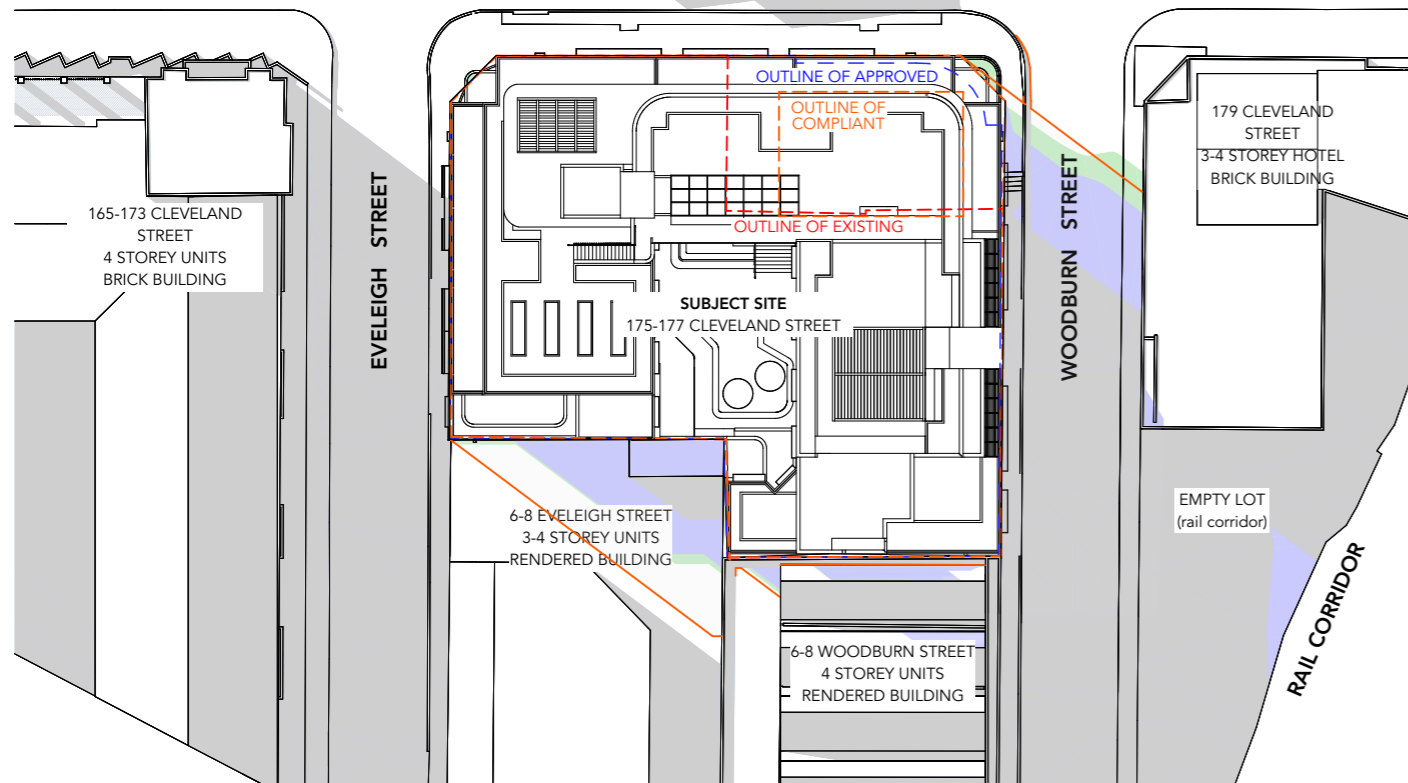 OUTLINE OF APPROVED
OUTLINE OF
COMPLIANT
179 CLEVELAND
STREET
3-4 STOREY HOTEL
BRICK BUILDING
165-173 CLEVELAND
STREET
4 STOREY UNITS
BRICK BUILDING
EVELEIGH STREET
OUTLINE OF EXISTING
WOODBURN STREET
SUBJECT SITE
175-177 CLEVELAND STREET
6-8 EVELEIGH STREET
3-4 STOREY UNITS
RENDERED BUILDING
EMPTY LOT
(rail corridor)
RAIL CORRIDOR
6-8 WOODBURN STREET
4 STOREY UNITS
RENDERED BUILDING